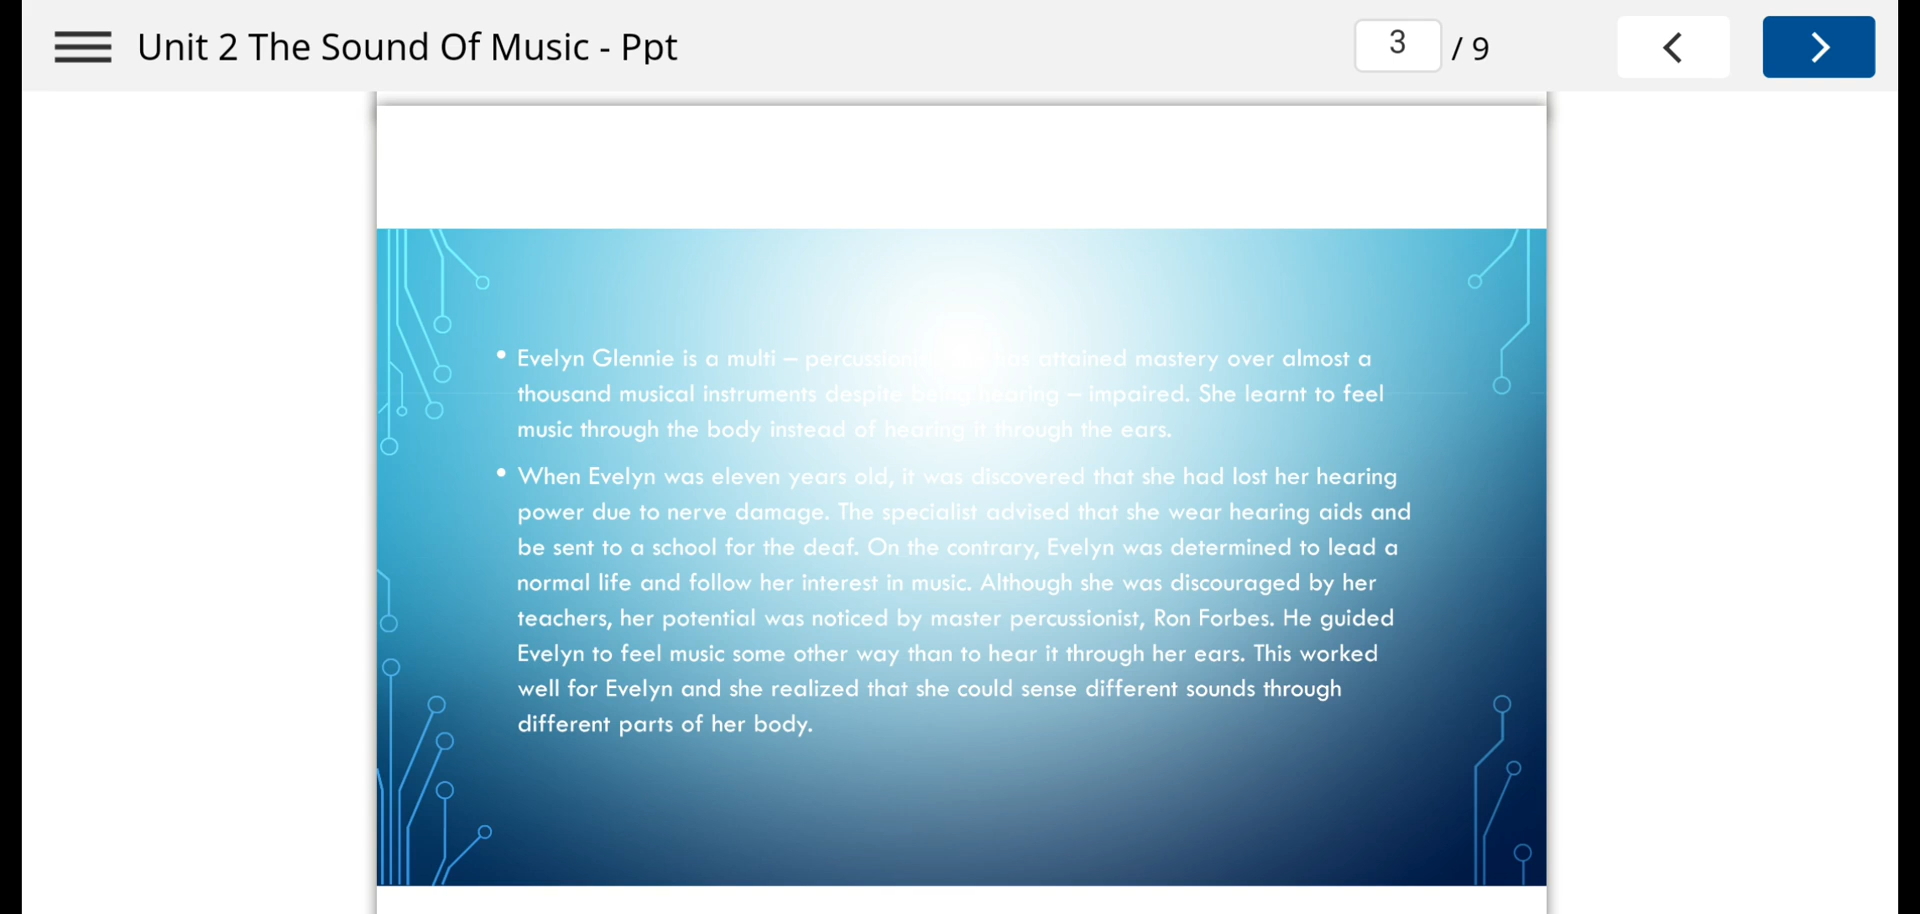 Unit 2 The Sound Of Music - Ppt
3 / 9
• Evelyn Glennie is a multi – percussionist. has attained mastery over almost a
thousand musical instruments despite being hearing – impaired. She learnt to feel
music through the body instead of hearing it through the ears.
• When Evelyn was eleven years old, it was discovered that she had lost her hearing
power due to nerve damage. The specialist advised that she wear hearing aids and
be sent to a school for the deaf. On the contrary, Evelyn was determined to lead a
normal life and follow her interest in music. Although she was discouraged by her
teachers, her potential was noticed by master percussionist, Ron Forbes. He guided
Evelyn to feel music some other way than to hear it through her ears. This worked
well for Evelyn and she realized that she could sense different sounds through
different parts of her body.